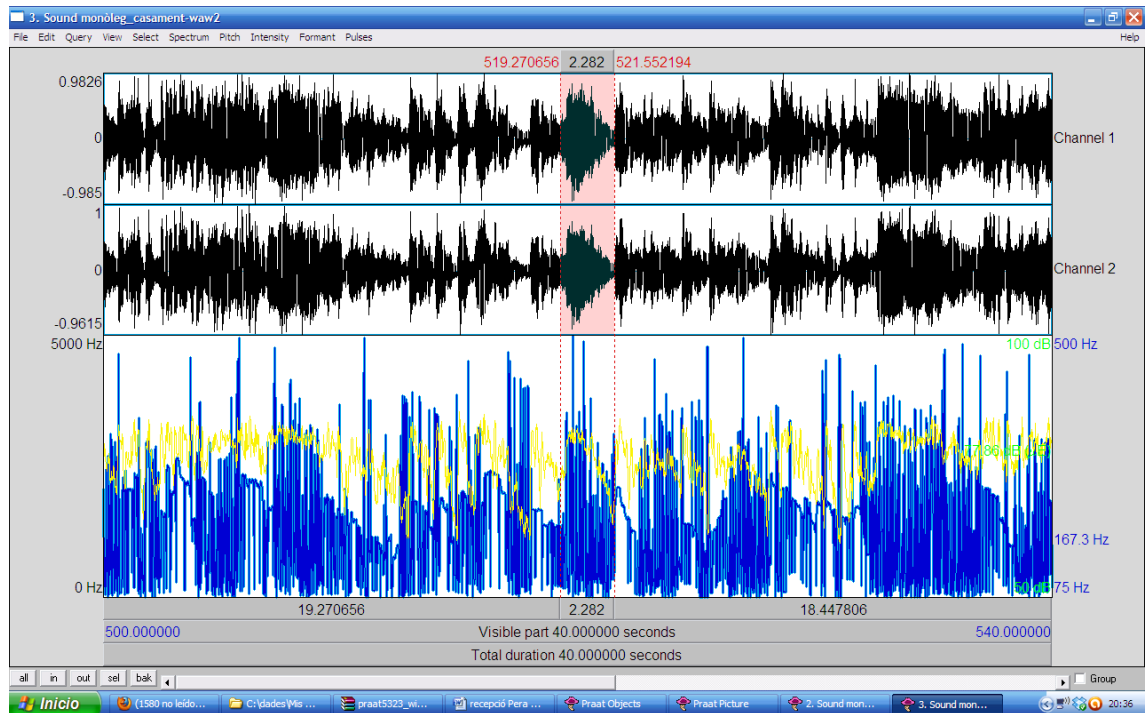 3. Sound monòleg_casament-waw2
File Edit Query View Select Spectrum Pitch Intensity Formant Pulses Help
519.270656 2.282 521.552194
0.9826
0
-0.985
Channel 1
1
0
-0.9615
Channel 2
5000 Hz
100 dB 500 Hz
167.3 Hz
0 Hz
50 dB 75 Hz
19.270656 2.282 18.447806
500.000000 Visible part 40.000000 seconds 540.000000
Total duration 40.000000 seconds
all in out sel bak Group
Inicio (1580 no leído... C:\dades\Mis ... praat5323_wi... recepció Pera ... Praat Objects Praat Picture 2. Sound mon... 3. Sound mon... 20:36